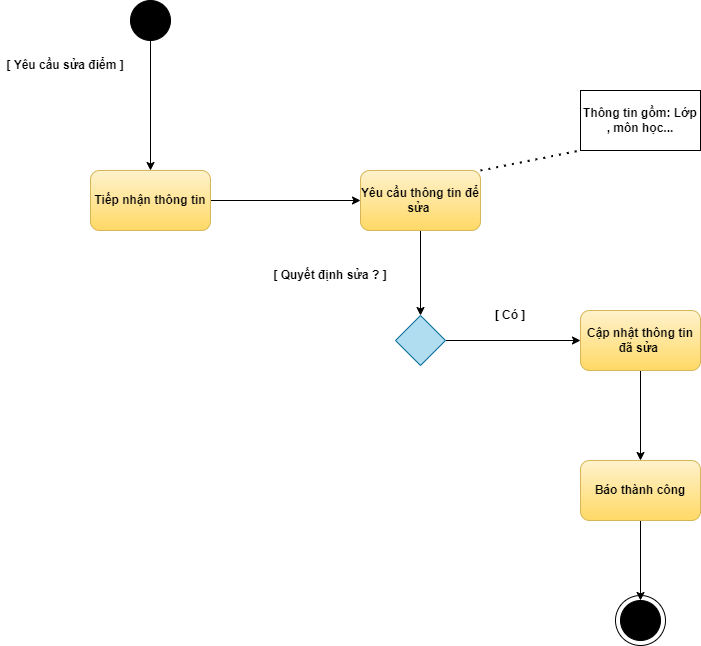 [ Yêu cầu sửa điểm ]
Thông tin gồm: Lớp
, môn học...
Tiếp nhận thông tin
Yêu cầu thông tin để
sửa
[ Quyết định sửa ? ]
[ Có ]
Cập nhật thông tin
đã sửa
Báo thành công